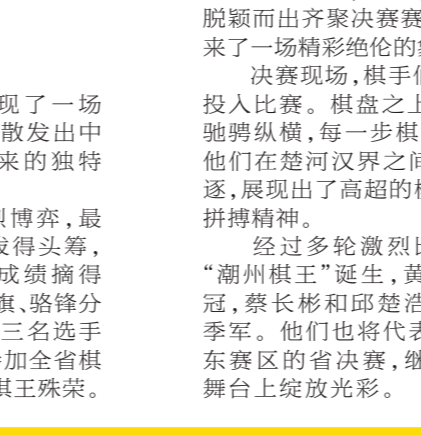 现了一场
散发出中
来的独特
烈博弈,最
拔得头筹,
成绩摘得
旗、骆锋分
三名选手
参加全省棋
棋王殊荣。
脱颖而出齐聚决赛赛
来了一场精彩绝伦的
决赛现场,棋手
投入比赛。棋盘之
驰骋纵横,每一步棋
他们在楚河汉界之间
逐,展现出了高超的
拼搏精神。
经过多轮激烈
“潮州棋王”诞生,黄
冠,蔡长彬和邱楚浩
季军。他们也将代表
东赛区的省决赛,继
舞台上绽放光彩。